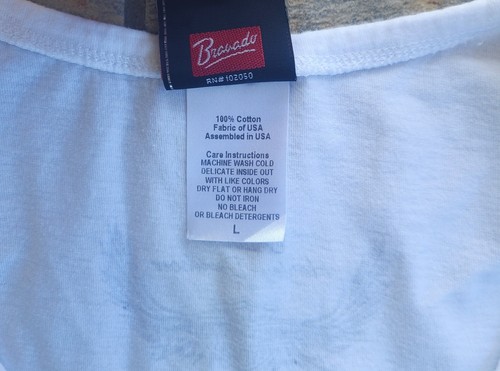 Bravado
RN#102050
100% Cotton
Fabric of USA
Assembled in USA
Care Instructions
MACHINE WASH COLD
DELICATE INSIDE OUT
WITH LIKE COLORS
DRY FLAT OR HANG DRY
DO NOT IRON
NO BLEACH
OR BLEACH DETERGENTS
L